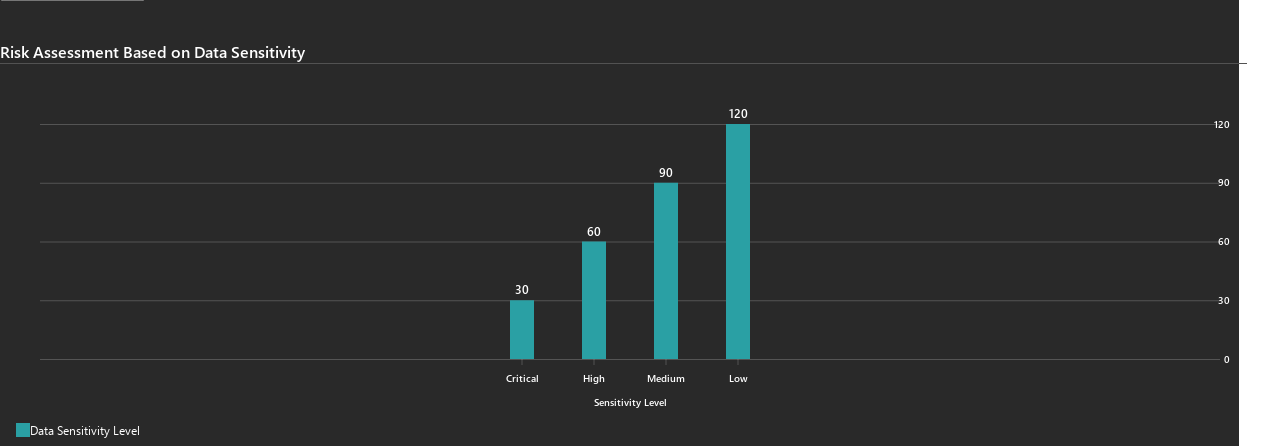 Risk Assessment Based on Data Sensitivity
120
120
90
90
60
60
30
30
0
Critical High Medium Low
Sensitivity Level
Data Sensitivity Level